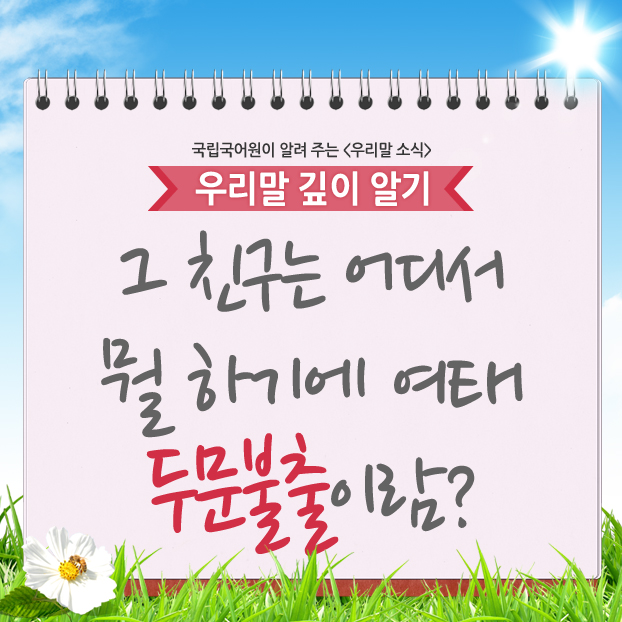 국립국어원이 알려 주는 <우리말 소식>
우리말 깊이 알기
그 친구는 어디서
뭘 하기에 여태
두문불출이람?